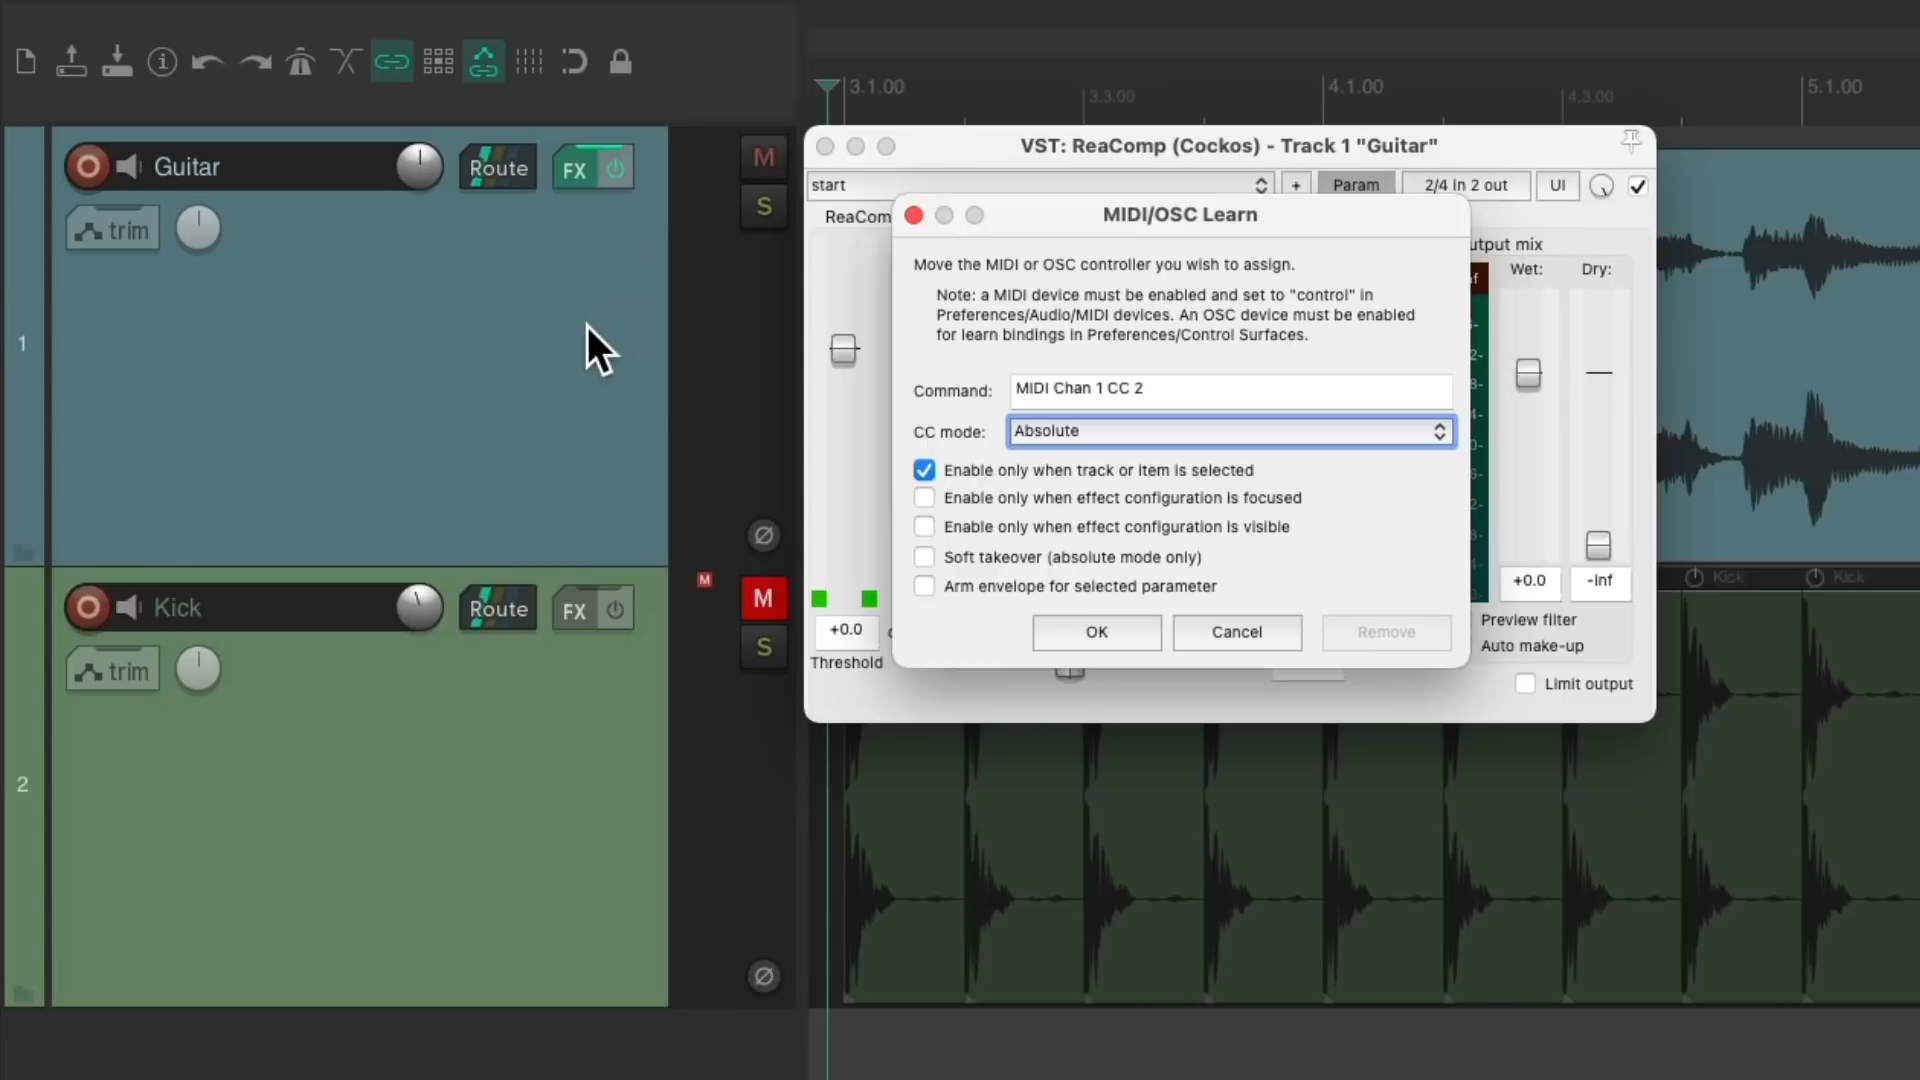 3.1.00
3.3.00
4.1.00
4.3.00
5.1.00
1
Guitar
Route
FX
trim
M
S
VST: ReaComp (Cockos) - Track 1 "Guitar"
start
+
Param
2/4 in 2 out
UI
ReaCom
MIDI/OSC Learn
Move the MIDI or OSC controller you wish to assign.
Note: a MIDI device must be enabled and set to "control" in
Preferences/Audio/MIDI devices. An OSC device must be enabled
for learn bindings in Preferences/Control Surfaces.
Command:
MIDI Chan 1 CC 2
CC mode:
Absolute
Enable only when track or item is selected
Enable only when effect configuration is focused
Enable only when effect configuration is visible
Soft takeover (absolute mode only)
Arm envelope for selected parameter
OK
Cancel
Remove
utput mix
Wet:
Dry:
+0.0
-inf
Preview filter
Auto make-up
Limit output
+0.0
Threshold
2
Kick
Route
FX
trim
M
M
S
Kick
Kick